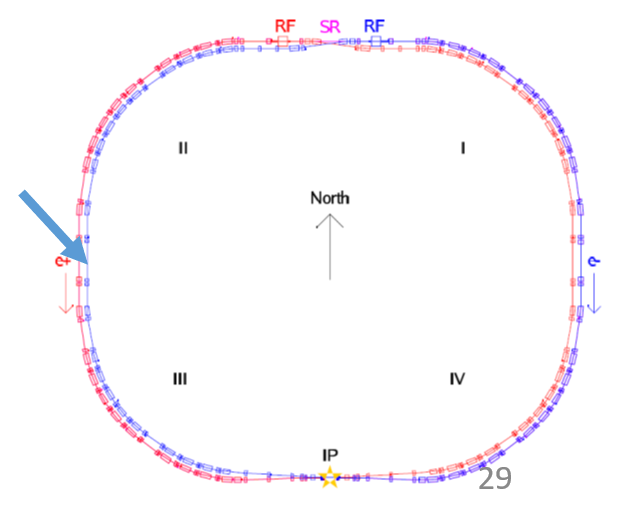 RF SR RF
II I
North
e+ e-
III IV
IP
29